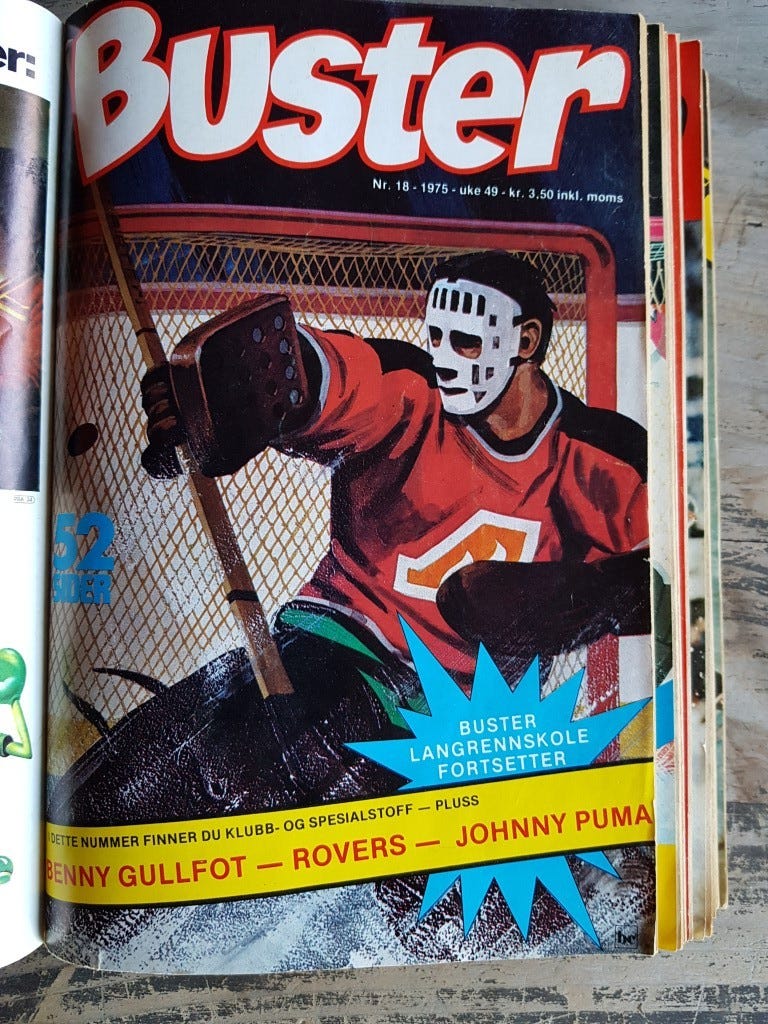 er:
Buster
Nr. 18 - 1975 - uke 49 - kr. 3,50 inkl. moms
52
SIDER
BUSTER
LANGRENNSKOLE
FORTSETTER
I DETTE NUMMER FINNER DU KLUBB- OG SPESIALSTOFF — PLUSS
BENNY GULLFOT — ROVERS — JOHNNY PUMA